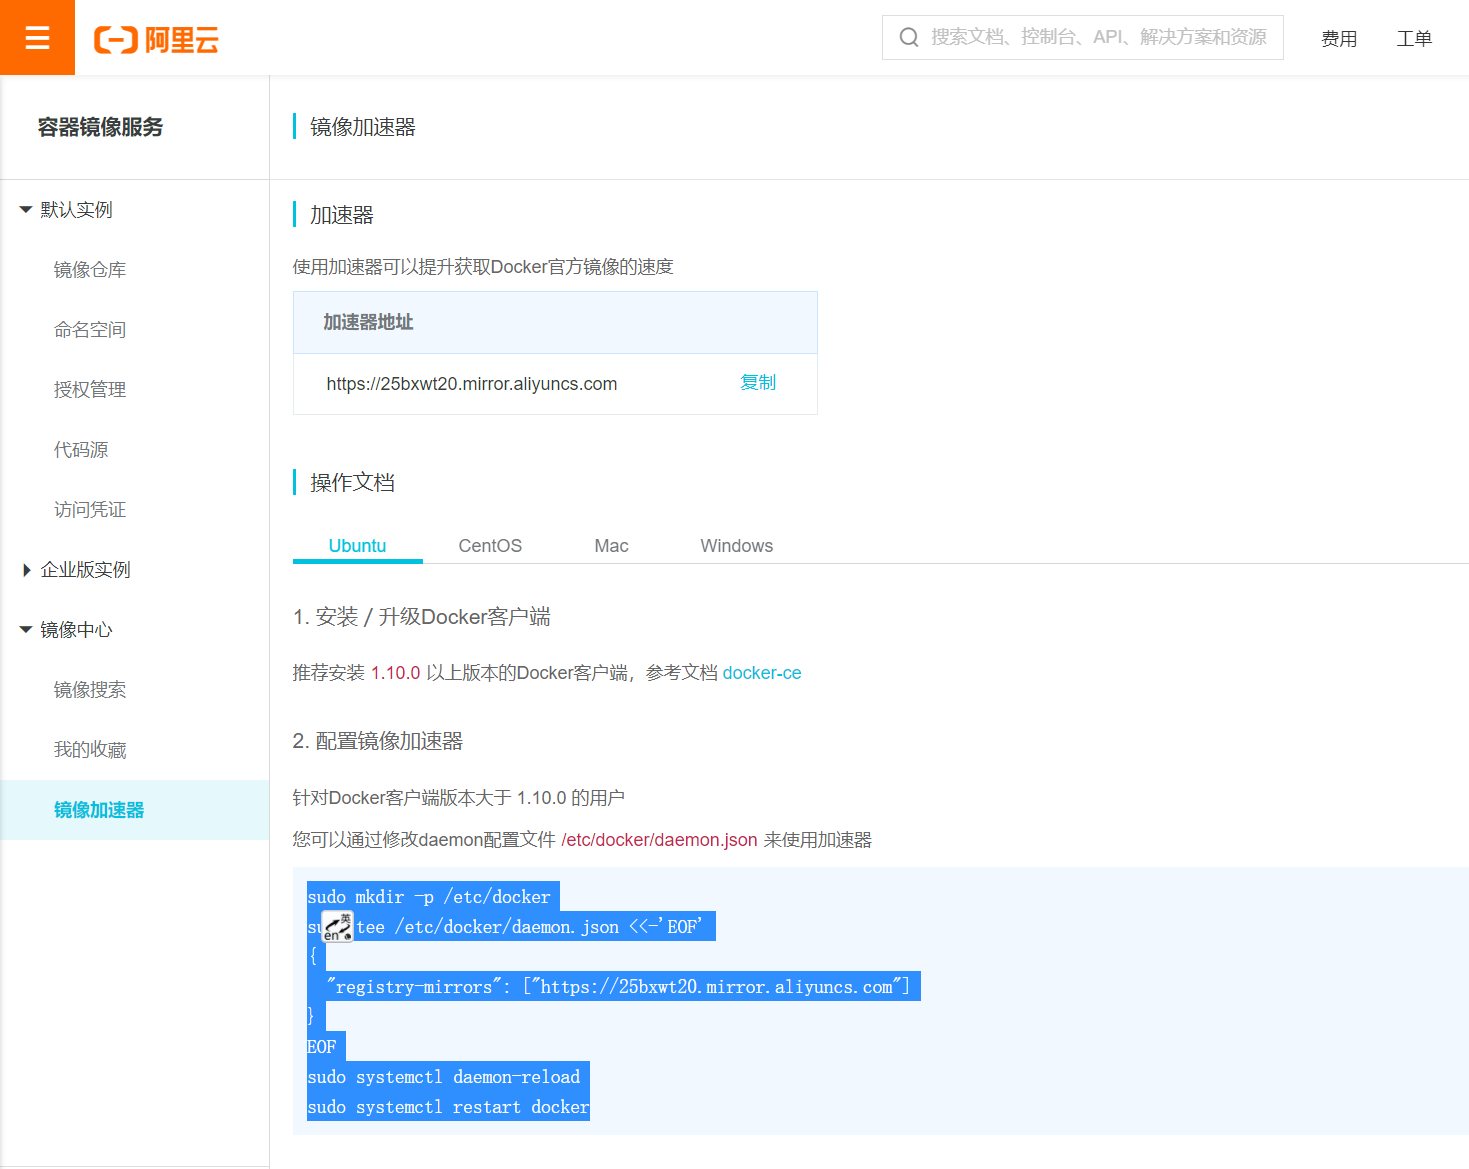 阿里云
搜索文档、控制台、API、解决方案和资源
费用
工单
容器镜像服务
默认实例
镜像仓库
命名空间
授权管理
代码源
访问凭证
企业版实例
镜像中心
镜像搜索
我的收藏
镜像加速器
镜像加速器
加速器
使用加速器可以提升获取Docker官方镜像的速度
加速器地址
https://25bxwt20.mirror.aliyuncs.com 复制
操作文档
Ubuntu CentOS Mac Windows
1. 安装 / 升级Docker客户端
推荐安装 1.10.0 以上版本的Docker客户端，参考文档 docker-ce
2. 配置镜像加速器
针对Docker客户端版本大于 1.10.0 的用户
您可以通过修改daemon配置文件 /etc/docker/daemon.json 来使用加速器
sudo mkdir -p /etc/docker
tee /etc/docker/daemon.json <<-'EOF'
{
"registry-mirrors": ["https://25bxwt20.mirror.aliyuncs.com"]
}
EOF
sudo systemctl daemon-reload
sudo systemctl restart docker
英
en